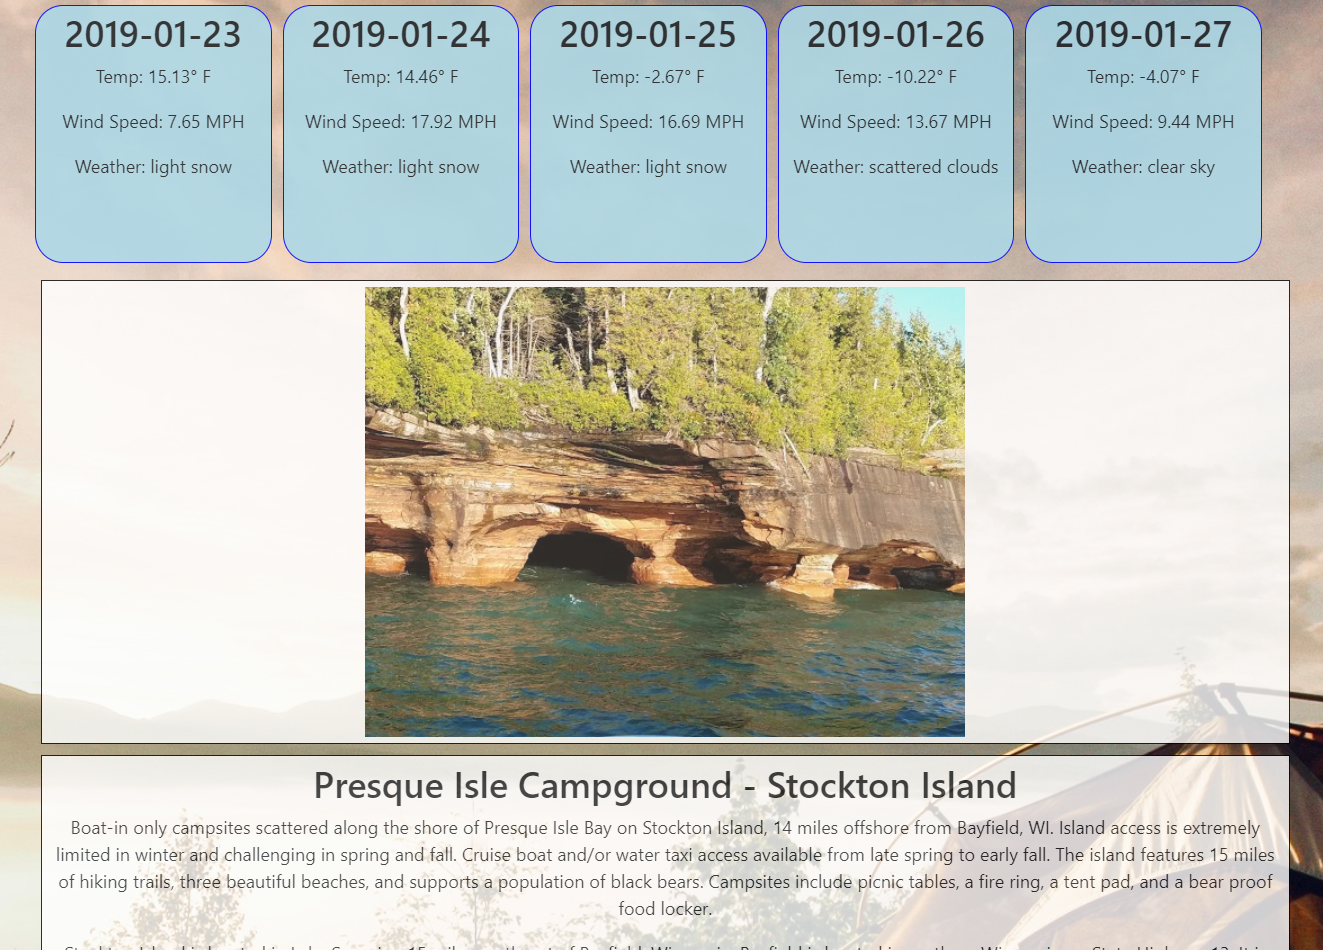 2019-01-23
Temp: 15.13° F
Wind Speed: 7.65 MPH
Weather: light snow
2019-01-24
Temp: 14.46° F
Wind Speed: 17.92 MPH
Weather: light snow
2019-01-25
Temp: -2.67° F
Wind Speed: 16.69 MPH
Weather: light snow
2019-01-26
Temp: -10.22° F
Wind Speed: 13.67 MPH
Weather: scattered clouds
2019-01-27
Temp: -4.07° F
Wind Speed: 9.44 MPH
Weather: clear sky
Presque Isle Campground - Stockton Island
Boat-in only campsites scattered along the shore of Presque Isle Bay on Stockton Island, 14 miles offshore from Bayfield, WI. Island access is extremely
limited in winter and challenging in spring and fall. Cruise boat and/or water taxi access available from late spring to early fall. The island features 15 miles
of hiking trails, three beautiful beaches, and supports a population of black bears. Campsites include picnic tables, a fire ring, a tent pad, and a bear proof
food locker.